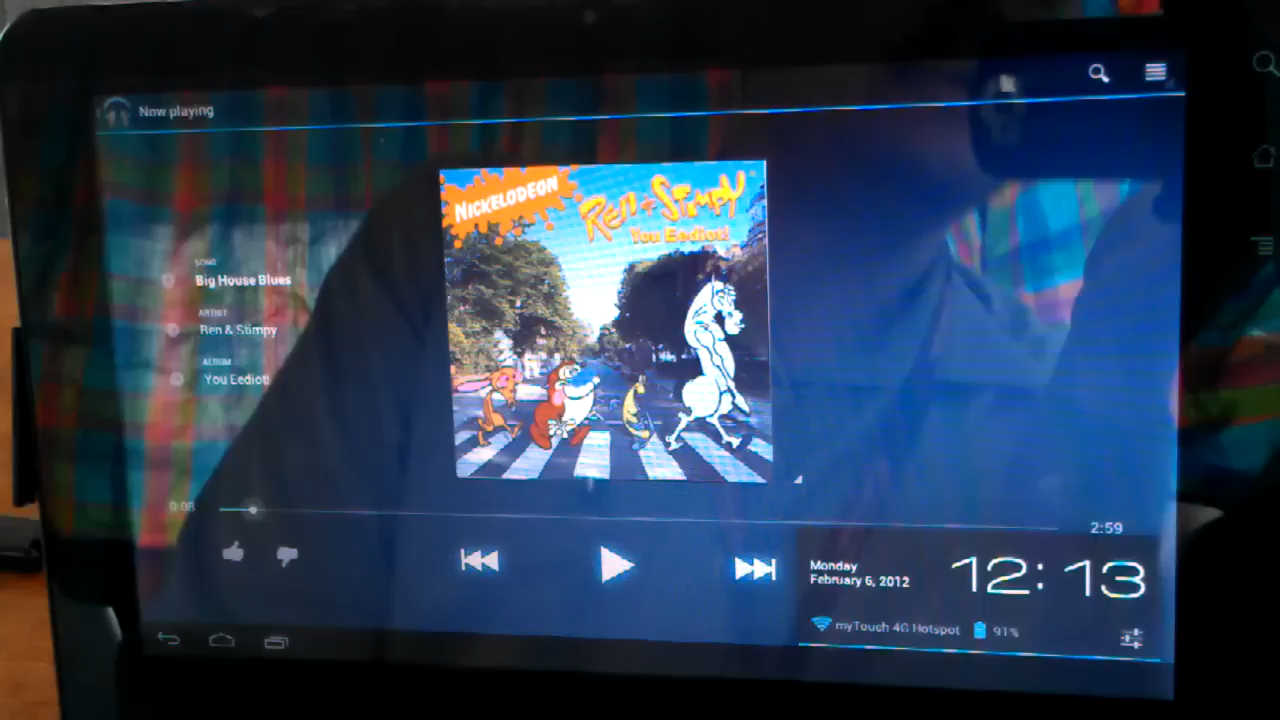 Now playing
NICKELODEON
Ren + Stimpy
You Eediot!
SONG
Big House Blues
ARTIST
Ren & Stimpy
ALBUM
You Eediot!
0:08
2:59
Monday
February 6, 2012
12:13
myTouch 4G Hotspot
91%